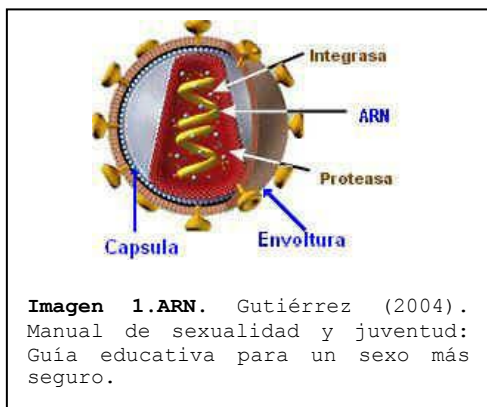 Integrasa
ARN
Proteasa
Capsula
Envoltura
Imagen 1.ARN. Gutiérrez (2004).
Manual de sexualidad y juventud:
Guía educativa para un sexo más
seguro.